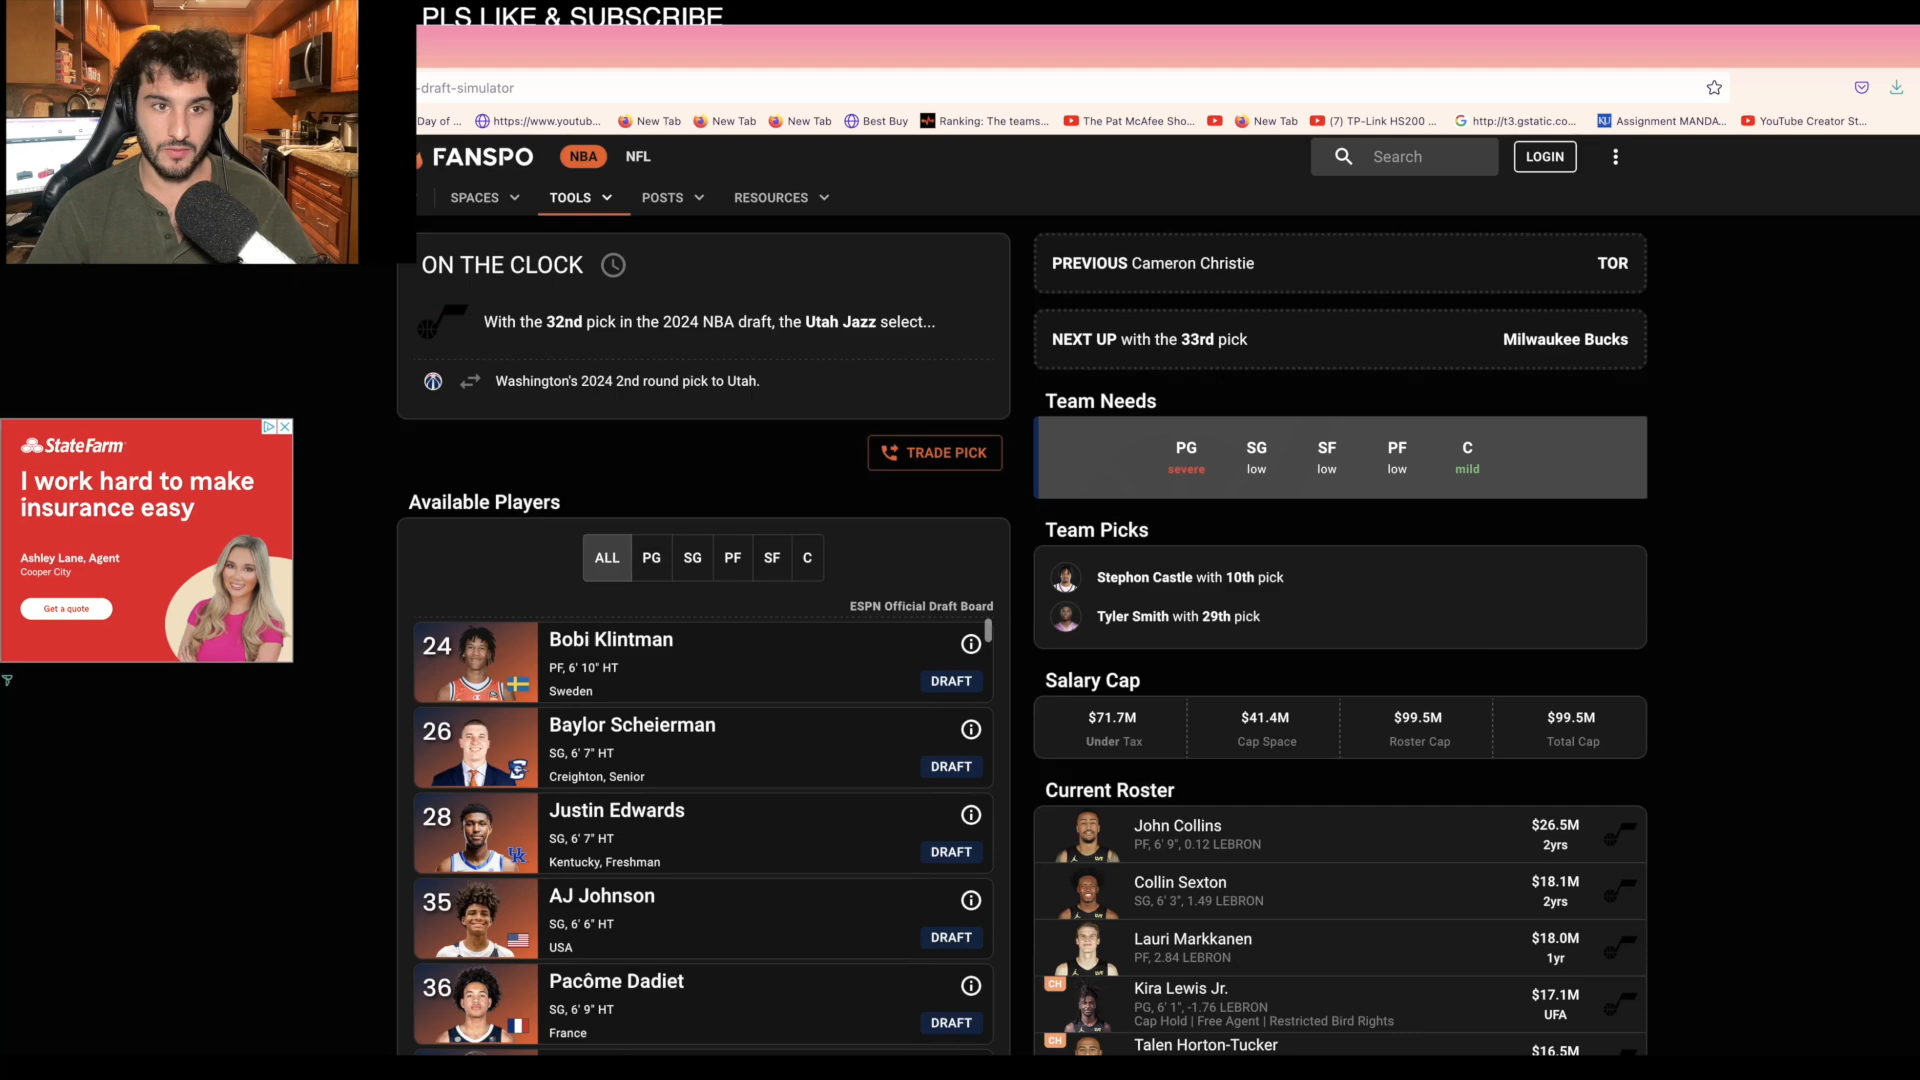 PLS LIKE & SUBSCRIBE
-draft-simulator
Day of ...
https://www.youtub...
New Tab
New Tab
New Tab
Best Buy
Ranking: The teams...
The Pat McAfee Sho...
New Tab
(7) TP-Link HS200 ...
http://t3.gstatic.co...
Assignment MANDA...
YouTube Creator St...
FANSPO
NBA
NFL
Search
LOGIN
SPACES
TOOLS
POSTS
RESOURCES
ON THE CLOCK
With the 32nd pick in the 2024 NBA draft, the Utah Jazz select...
Washington's 2024 2nd round pick to Utah.
TRADE PICK
Available Players
ALL
PG
SG
PF
SF
C
ESPN Official Draft Board
24
Bobi Klintman
PF, 6' 10" HT
Sweden
DRAFT
26
Baylor Scheierman
SG, 6' 7" HT
Creighton, Senior
DRAFT
28
Justin Edwards
SG, 6' 7" HT
Kentucky, Freshman
DRAFT
35
AJ Johnson
SG, 6' 6" HT
USA
DRAFT
36
Pacôme Dadiet
SG, 6' 9" HT
France
DRAFT
PREVIOUS Cameron Christie
TOR
NEXT UP with the 33rd pick
Milwaukee Bucks
Team Needs
PG SG SF PF C
severe low low low mild
Team Picks
Stephon Castle with 10th pick
Tyler Smith with 29th pick
Salary Cap
$71.7M $41.4M $99.5M $99.5M
Under Tax Cap Space Roster Cap Total Cap
Current Roster
John Collins
PF, 6' 9", 0.12 LEBRON
$26.5M
2yrs
Collin Sexton
SG, 6' 3", 1.49 LEBRON
$18.1M
2yrs
Lauri Markkanen
PF, 2.84 LEBRON
$18.0M
1yr
CH
Kira Lewis Jr.
PG, 6' 1", -1.76 LEBRON
Cap Hold | Free Agent | Restricted Bird Rights
$17.1M
UFA
CH
Talen Horton-Tucker
$16.5M
StateFarm
I work hard to make
insurance easy
Ashley Lane, Agent
Cooper City
Get a quote